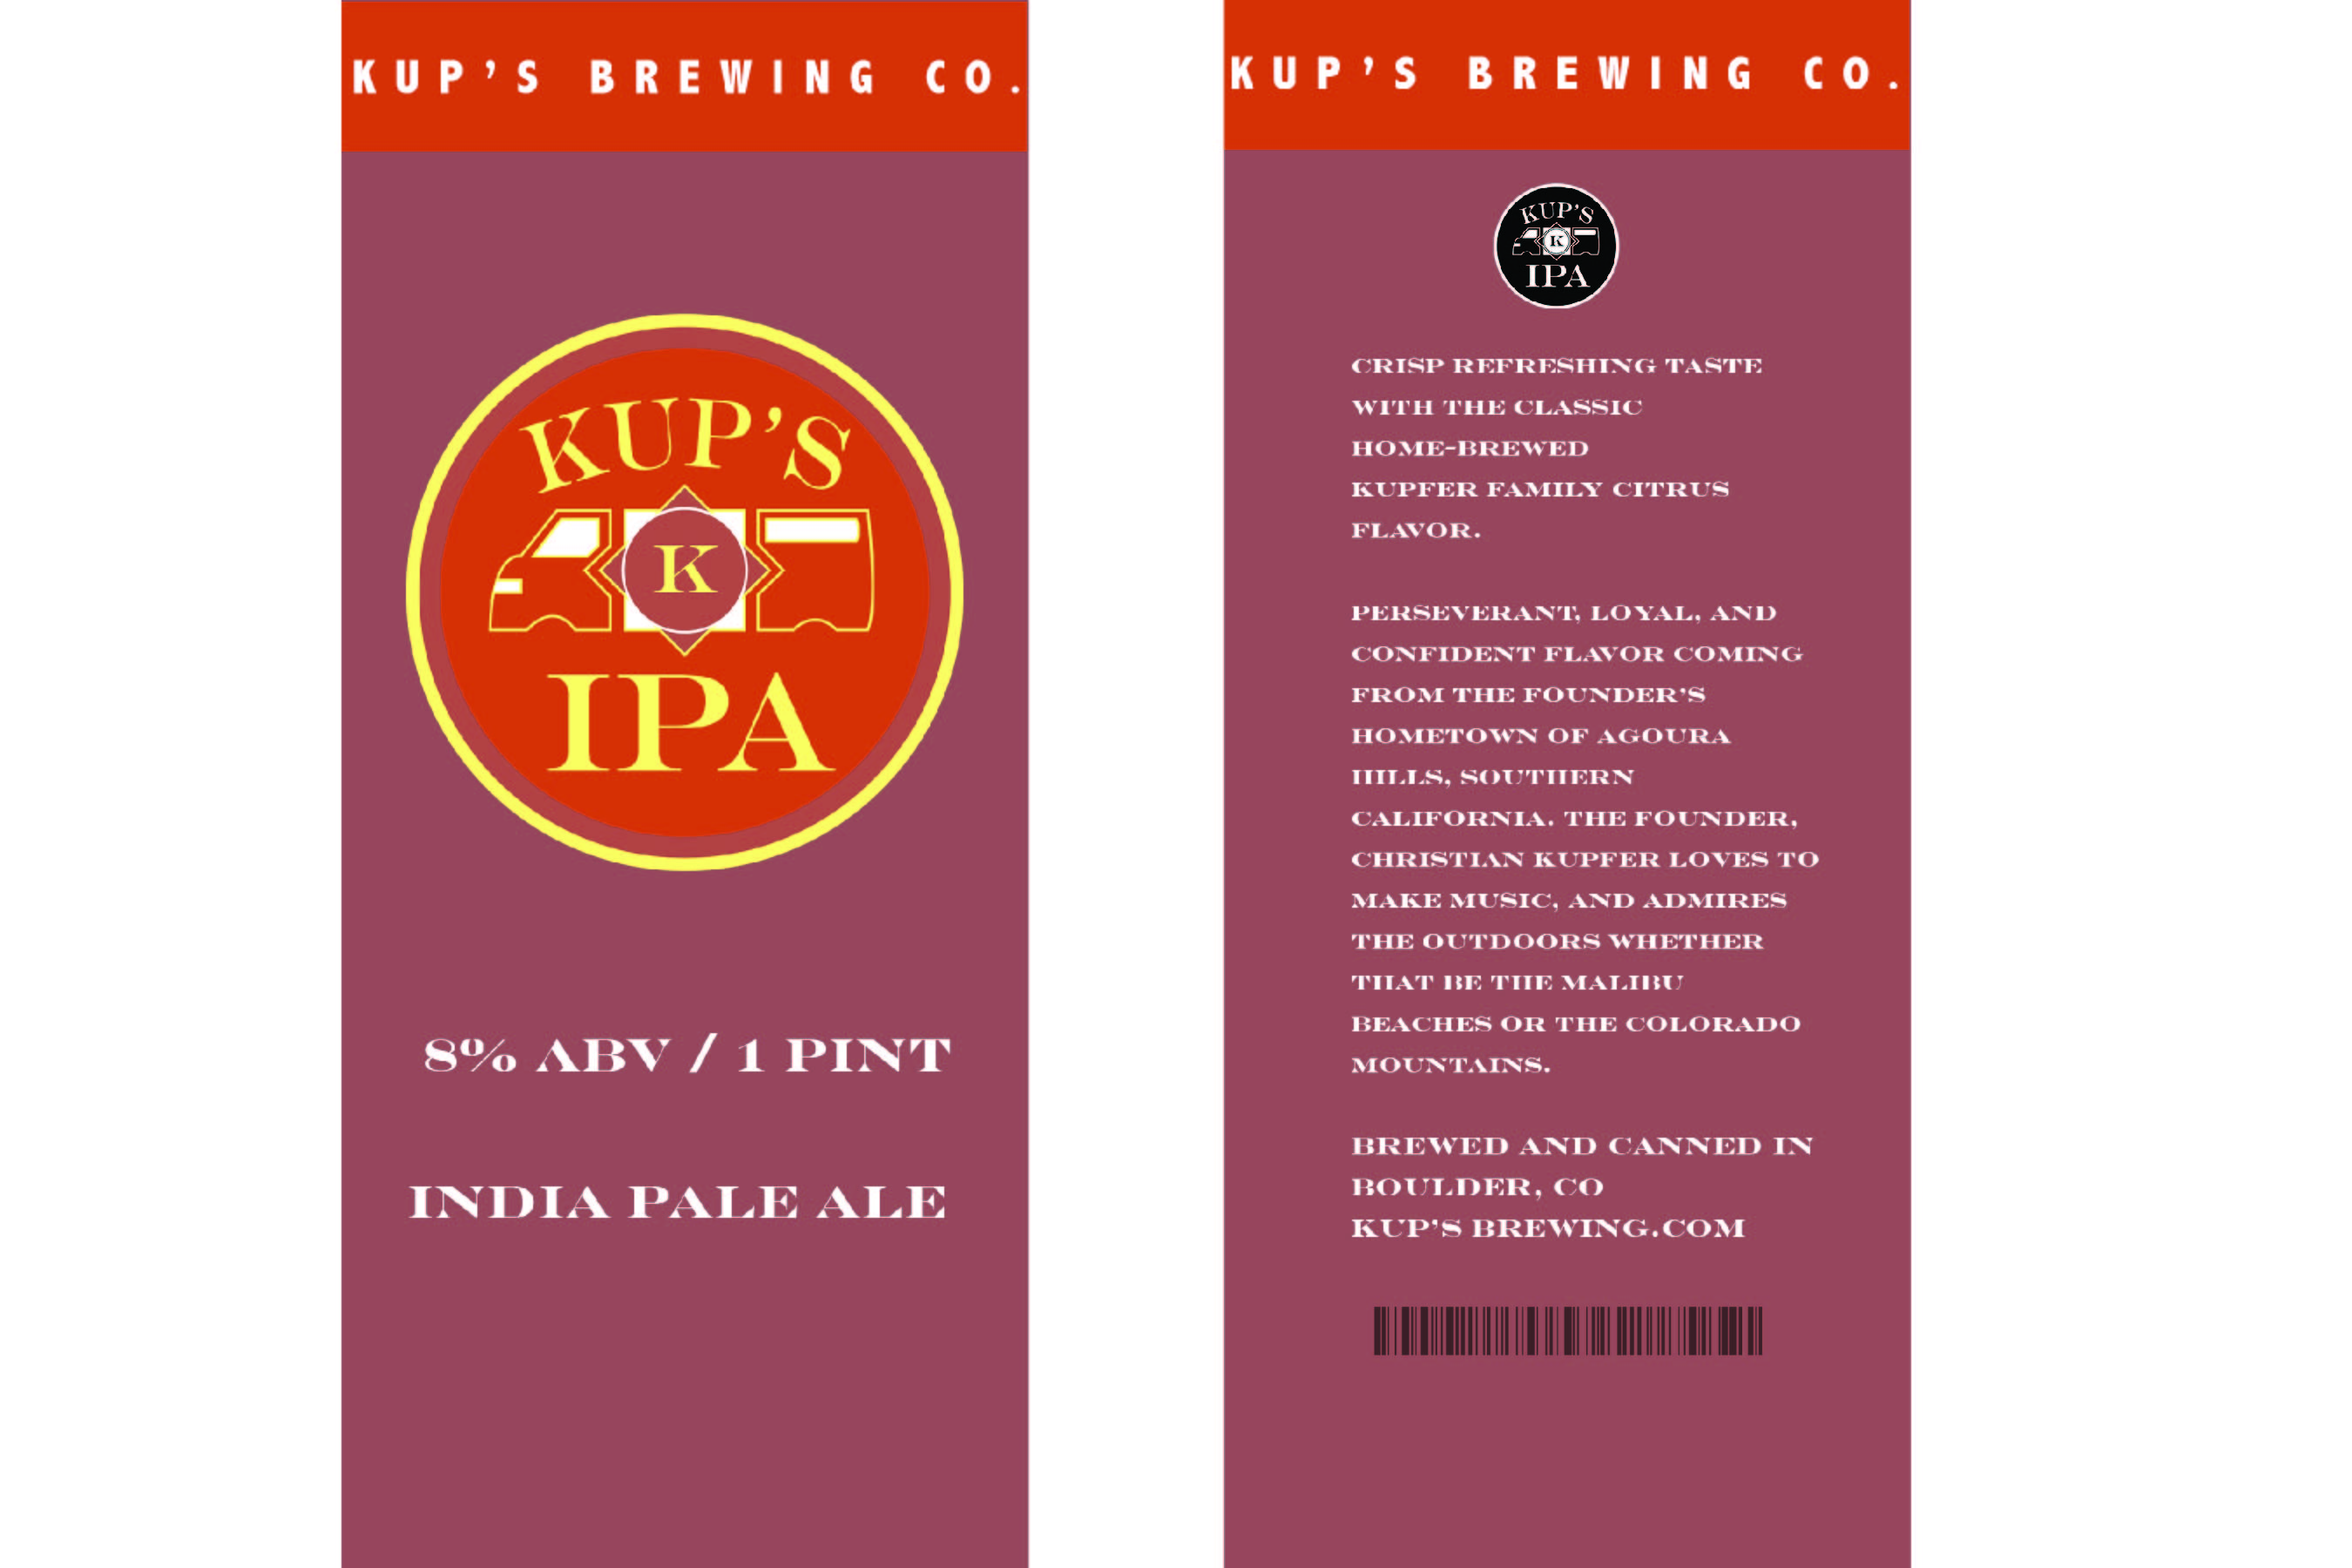 KUP'S BREWING CO.
KUP'S
K
IPA
8% ABV / 1 PINT
INDIA PALE ALE
KUP'S BREWING CO.
KUP'S
K
IPA
CRISP REFRESHING TASTE
WITH THE CLASSIC
HOME-BREWED
KUPFER FAMILY CITRUS
FLAVOR.
PERSEVERANT, LOYAL, AND
CONFIDENT FLAVOR COMING
FROM THE FOUNDER'S
HOMETOWN OF AGOURA
HILLS, SOUTHERN
CALIFORNIA. THE FOUNDER,
CHRISTIAN KUPFER LOVES TO
MAKE MUSIC, AND ADMIRES
THE OUTDOORS WHETHER
THAT BE THE MALIBU
BEACHES OR THE COLORADO
MOUNTAINS.
BREWED AND CANNED IN
BOULDER, CO
KUP'S BREWING.COM